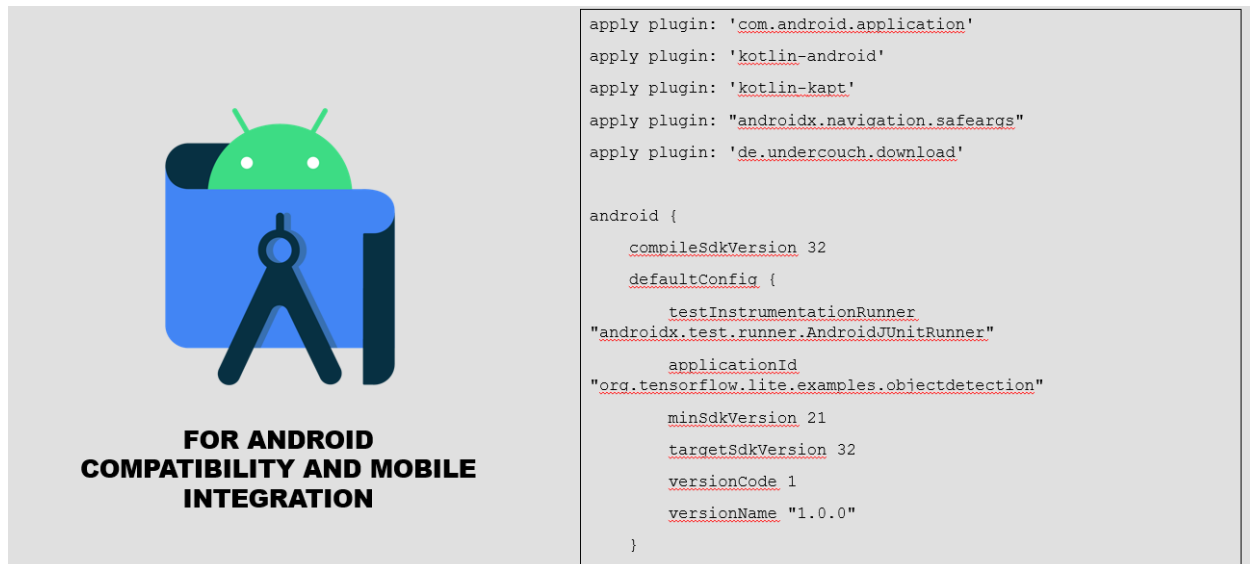 FOR ANDROID
COMPATIBILITY AND MOBILE
INTEGRATION
apply plugin: 'com.android.application'
apply plugin: 'kotlin-android'
apply plugin: 'kotlin-kapt'
apply plugin: "androidx.navigation.safeargs"
apply plugin: 'de.undercouch.download'
android {
compileSdkVersion 32
defaultConfig {
testInstrumentationRunner
"androidx.test.runner.AndroidJUnitRunner"
applicationId
"org.tensorflow.lite.examples.objectdetection"
minSdkVersion 21
targetSdkVersion 32
versionCode 1
versionName "1.0.0"
}